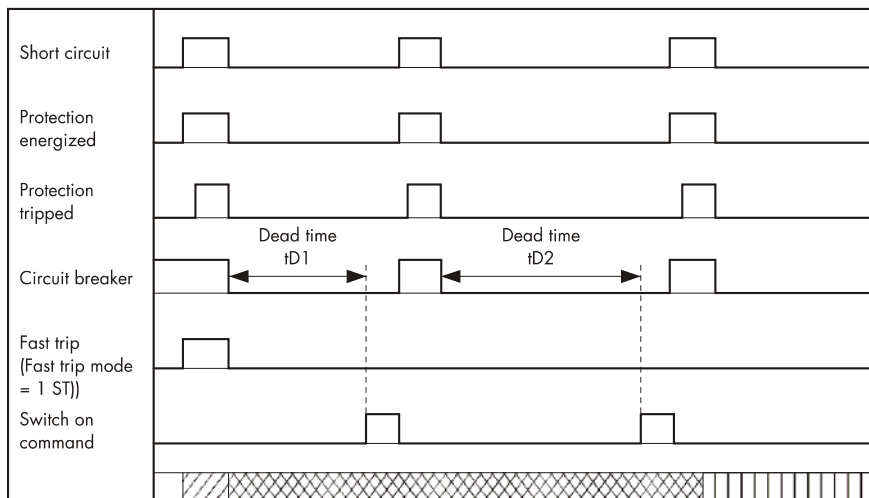 Short circuit
Protection
energized
Protection
tripped
Dead time
tD1
Dead time
tD2
Circuit breaker
Fast trip
(Fast trip mode
= 1 ST))
Switch on
command